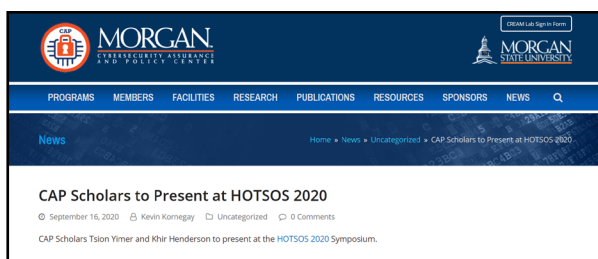 CREAM Lab Sign In Form
CAP
MORGAN
CYBERSECURITY ASSURANCE
AND POLICY CENTER
MORGAN
STATE UNIVERSITY
PROGRAMS MEMBERS FACILITIES RESEARCH PUBLICATIONS RESOURCES SPONSORS NEWS
News
Home » News » Uncategorized » CAP Scholars to Present at HOTSOS 2020
CAP Scholars to Present at HOTSOS 2020
September 16, 2020 Kevin Kornegay Uncategorized 0 Comments
CAP Scholars Tsion Yimer and Khir Henderson to present at the HOTSOS 2020 Symposium.